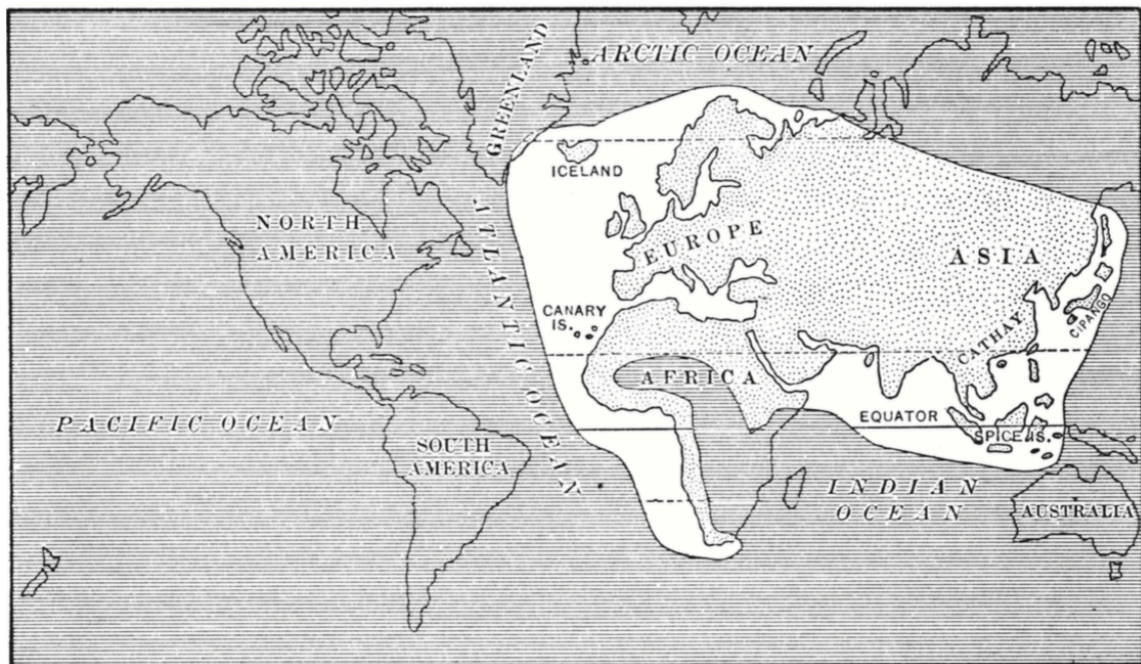 ARCTIC OCEAN
GREENLAND
ICELAND
NORTH
AMERICA
EUROPE
ASIA
ATLANTIC OCEAN
CANARY
IS.
CIPANGO
CATHAY
AFRICA
PACIFIC OCEAN
EQUATOR
SOUTH
AMERICA
SPICE IS.
INDIAN
OCEAN
AUSTRALIA